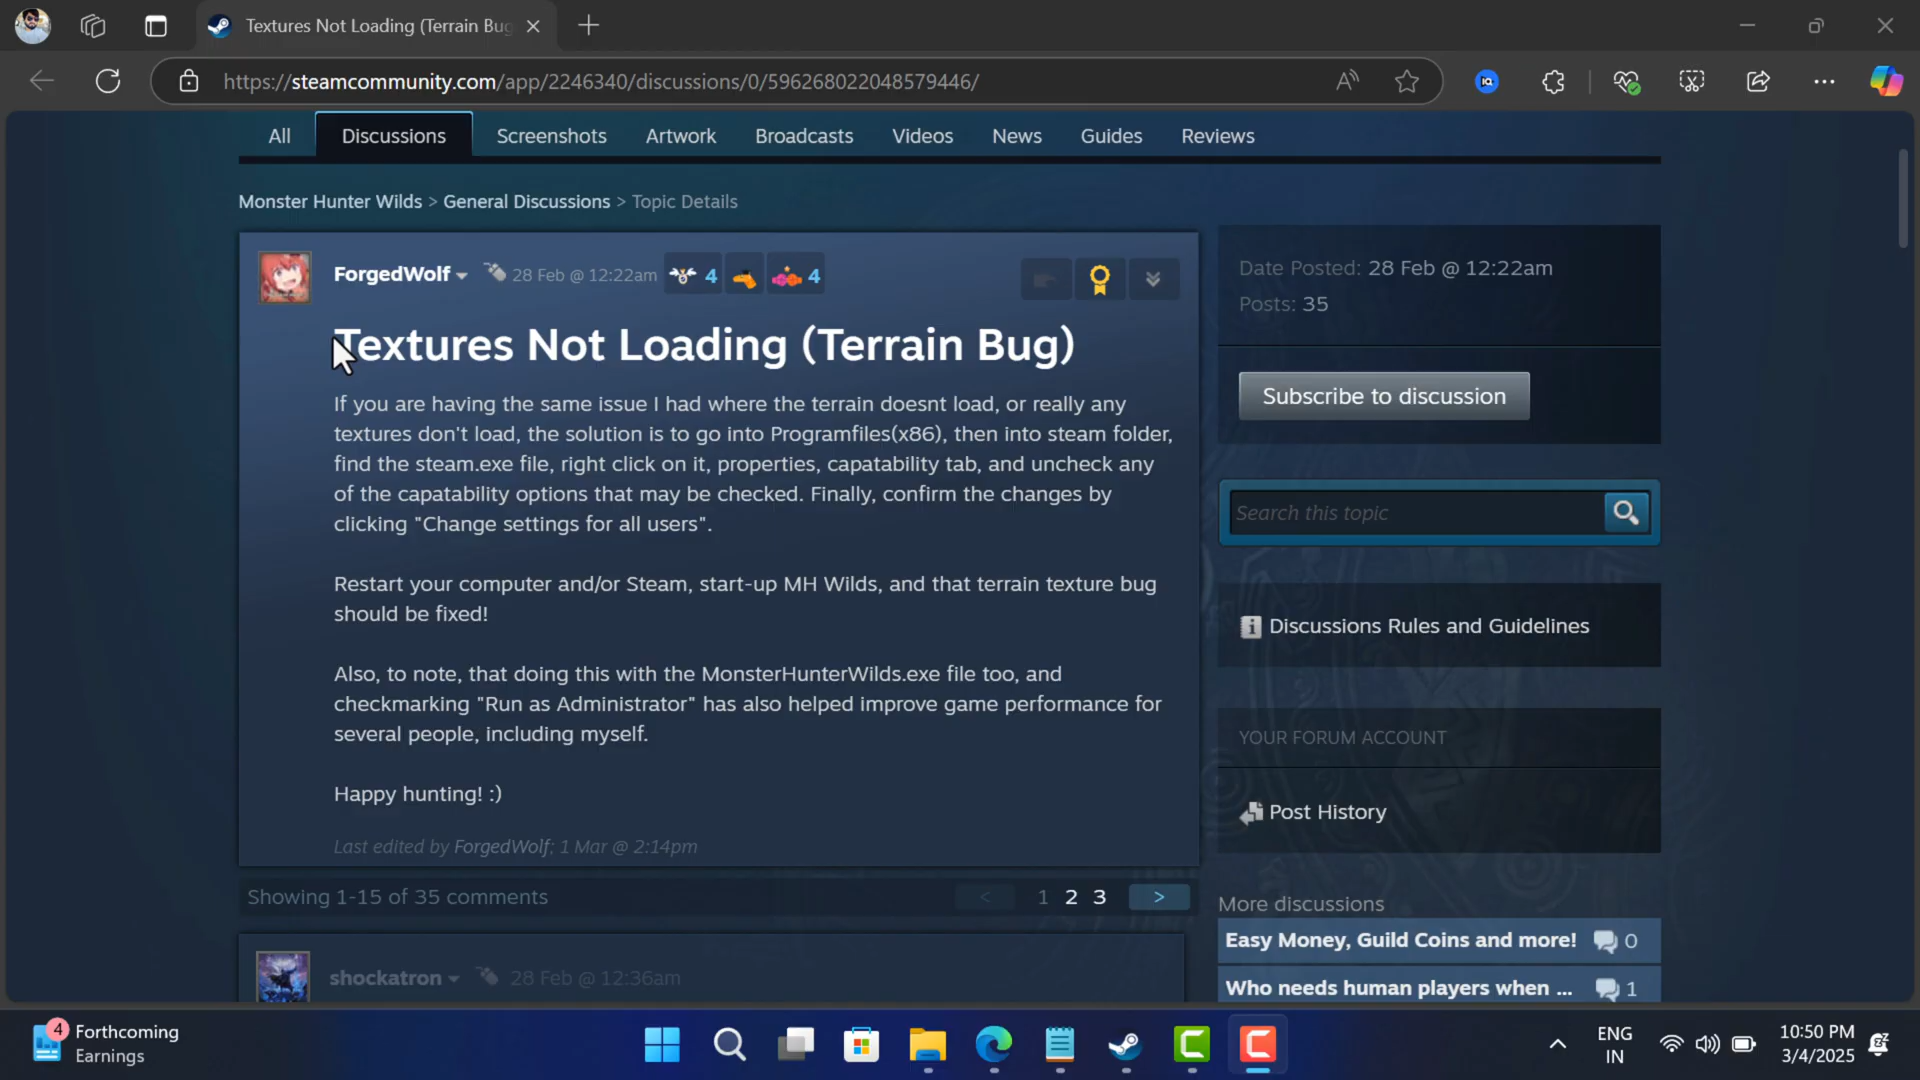 Textures Not Loading (Terrain Bug
https://steamcommunity.com/app/2246340/discussions/0/596268022048579446/
All Discussions Screenshots Artwork Broadcasts Videos News Guides Reviews
Monster Hunter Wilds > General Discussions > Topic Details
ForgedWolf 28 Feb @ 12:22am 4 4
Textures Not Loading (Terrain Bug)
If you are having the same issue I had where the terrain doesnt load, or really any
textures don't load, the solution is to go into Programfiles(x86), then into steam folder,
find the steam.exe file, right click on it, properties, capatability tab, and uncheck any
of the capatability options that may be checked. Finally, confirm the changes by
clicking "Change settings for all users".
Restart your computer and/or Steam, start-up MH Wilds, and that terrain texture bug
should be fixed!
Also, to note, that doing this with the MonsterHunterWilds.exe file too, and
checkmarking "Run as Administrator" has also helped improve game performance for
several people, including myself.
Happy hunting! :)
Last edited by ForgedWolf; 1 Mar @ 2:14pm
Showing 1-15 of 35 comments < 1 2 3 >
shockatron 28 Feb @ 12:36am
Date Posted: 28 Feb @ 12:22am
Posts: 35
Subscribe to discussion
Search this topic
Discussions Rules and Guidelines
YOUR FORUM ACCOUNT
Post History
More discussions
Easy Money, Guild Coins and more! 0
Who needs human players when ... 1
4
Forthcoming
Earnings
ENG
IN
10:50 PM
3/4/2025